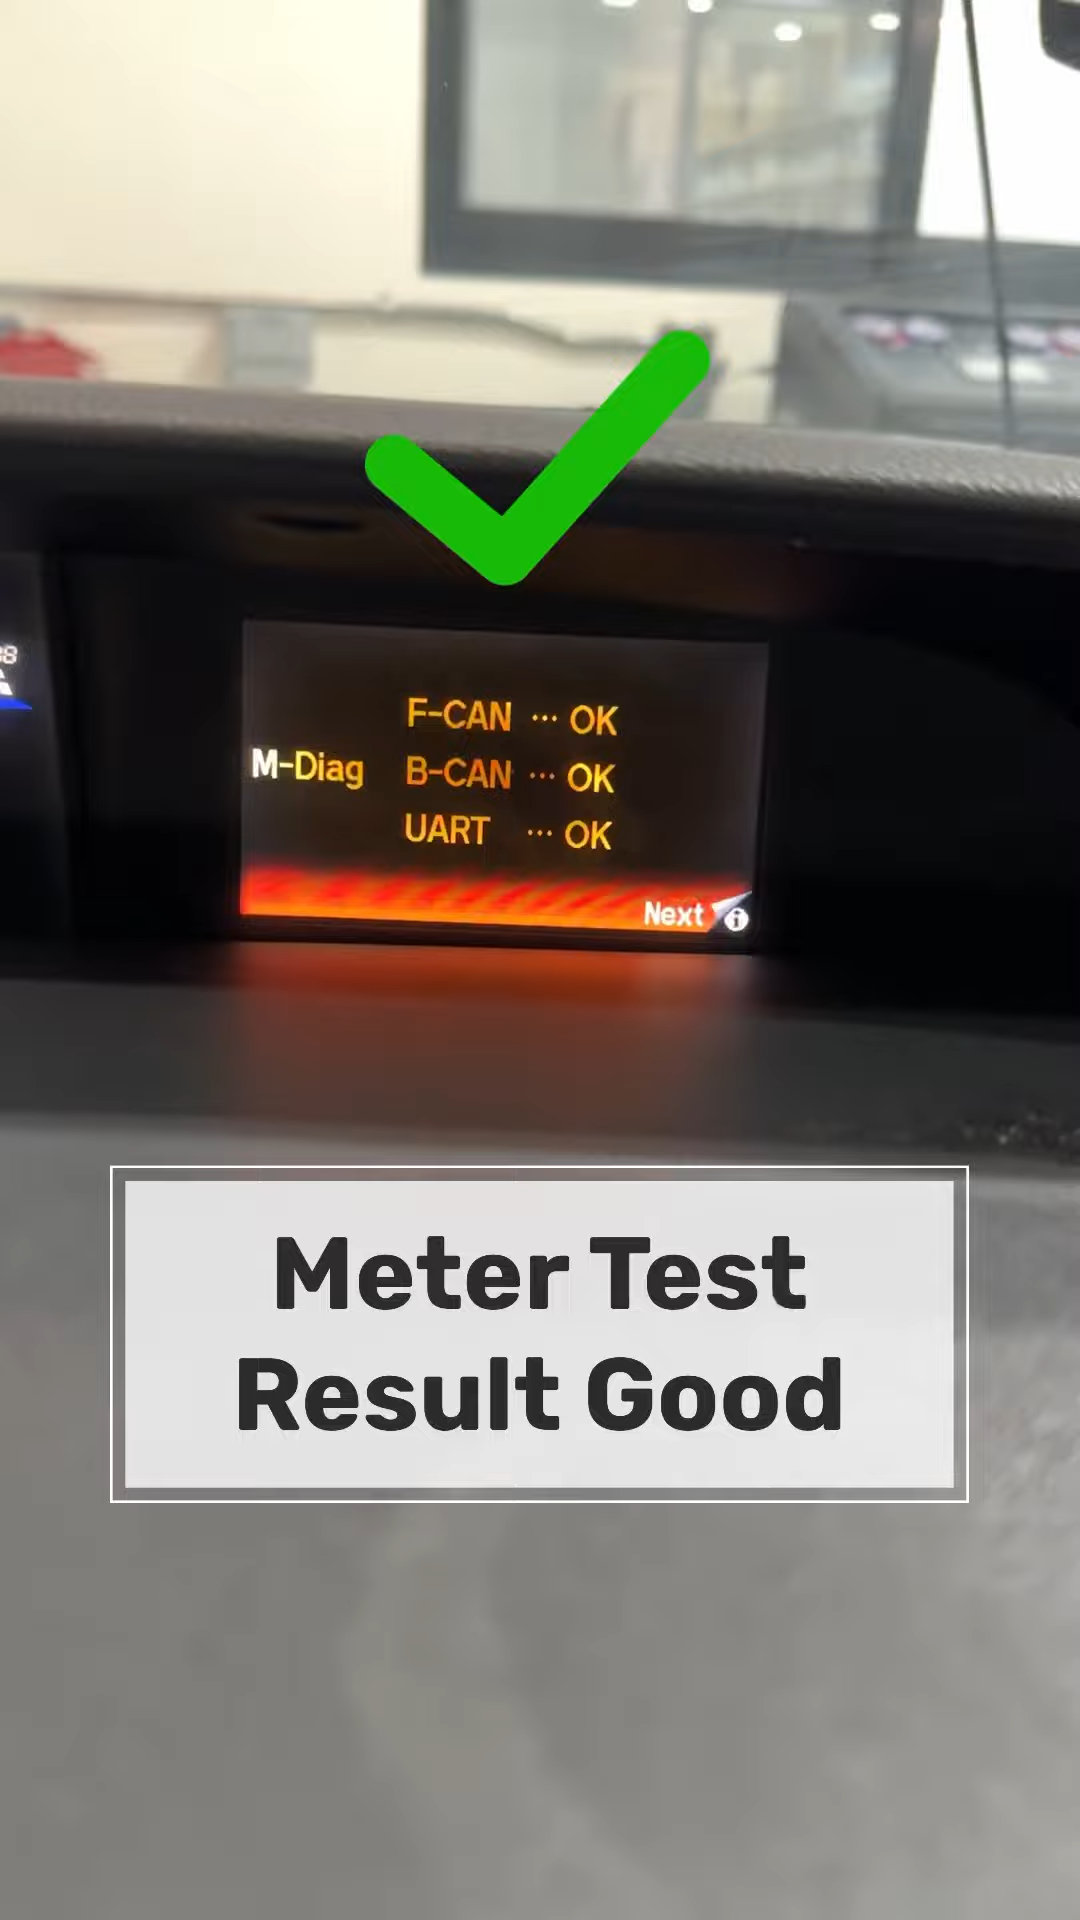 F-CAN ··· OK
M-Diag B-CAN ··· OK
UART ··· OK
Next
Meter Test
Result Good